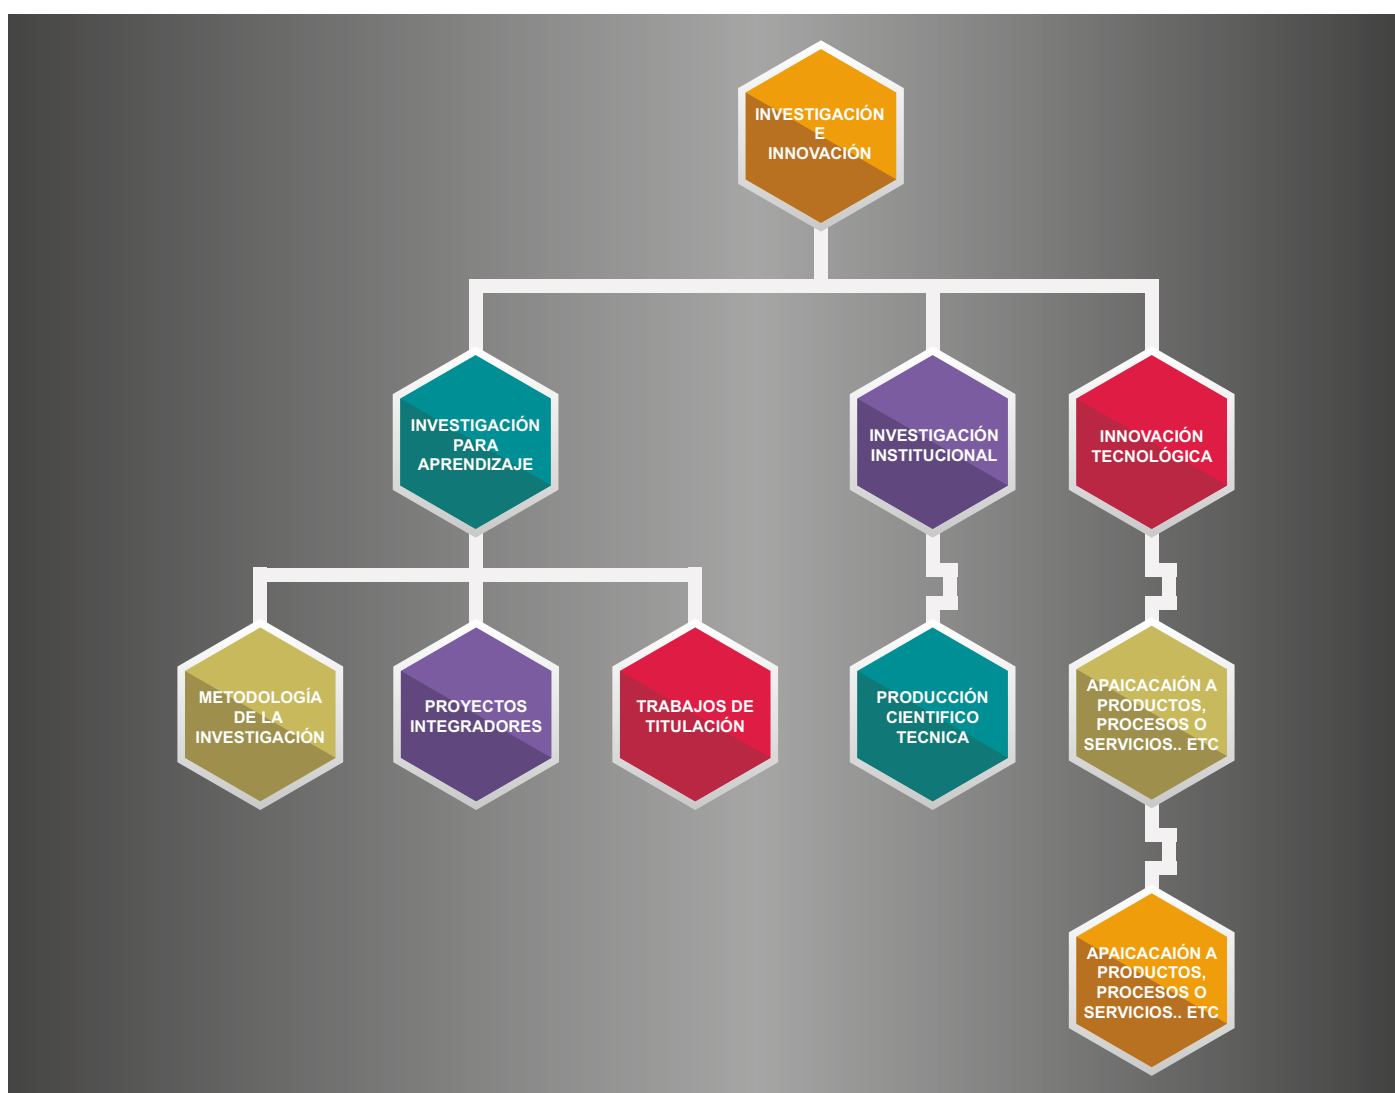 INVESTIGACIÓN
E
INNOVACIÓN
INVESTIGACIÓN
PARA
APRENDIZAJE
INVESTIGACIÓN
INSTITUCIONAL
INNOVACIÓN
TECNOLÓGICA
METODOLOGÍA
DE LA
INVESTIGACIÓN
PROYECTOS
INTEGRADORES
TRABAJOS DE
TITULACIÓN
PRODUCCIÓN
CIENTIFICO
TECNICA
APAICACAIÓN A
PRODUCTOS,
PROCESOS O
SERVICIOS.. ETC
APAICACAIÓN A
PRODUCTOS,
PROCESOS O
SERVICIOS.. ETC